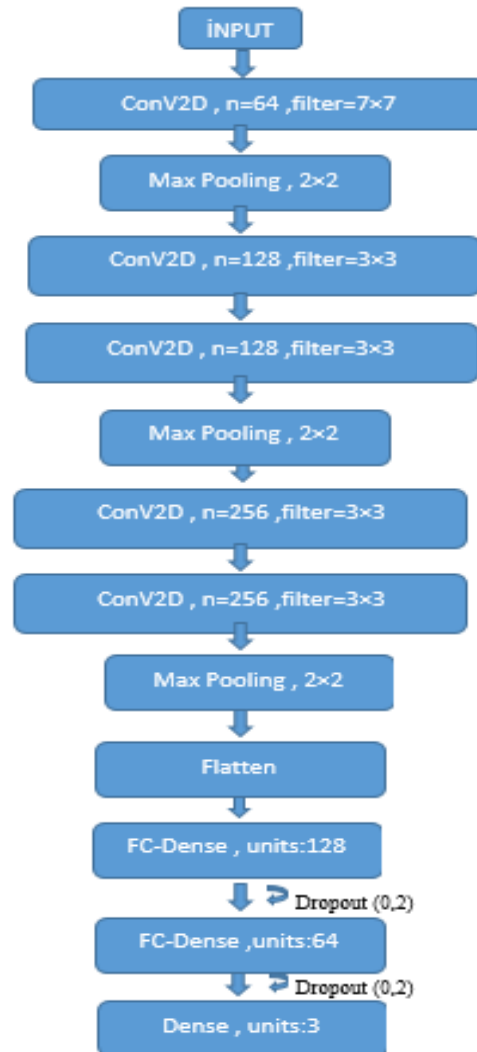 İNPUT
ConV2D , n=64 ,filter=7×7
Max Pooling , 2×2
ConV2D , n=128 ,filter=3×3
ConV2D , n=128 ,filter=3×3
Max Pooling , 2×2
ConV2D , n=256 ,filter=3×3
ConV2D , n=256 ,filter=3×3
Max Pooling , 2×2
Flatten
FC-Dense , units:128
Dropout (0,2)
FC-Dense ,units:64
Dropout (0,2)
Dense , units:3